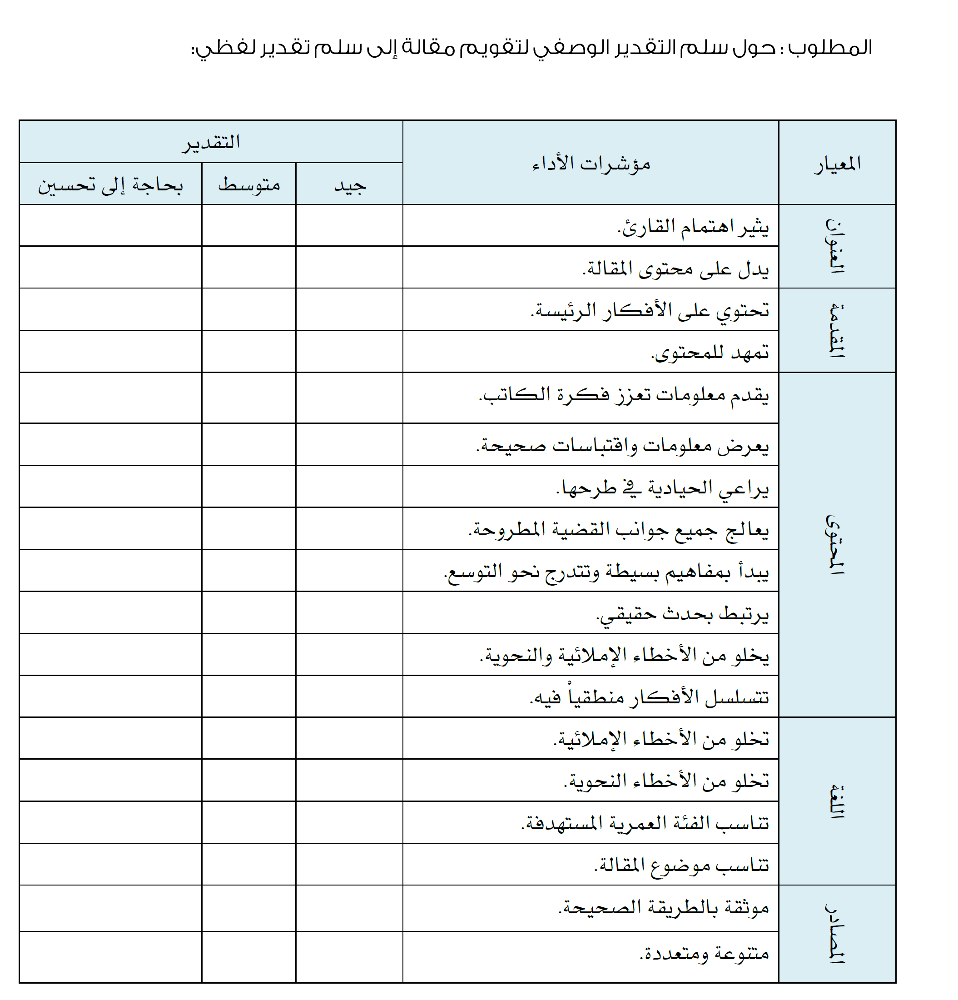 المطلوب : حول سلم التقدير الوصفي لتقويم مقالة إلى سلم تقدير لفظي:
المعيار
مؤشرات الأداء
التقدير
جيد
متوسط
بحاجة إلى تحسين
العنوان
يثير اهتمام القارئ.
يدل على محتوى المقالة.
المقدمة
تحتوي على الأفكار الرئيسة.
تمهد للمحتوى.
المحتوى
يقدم معلومات تعزز فكرة الكاتب.
يعرض معلومات واقتباسات صحيحة.
يراعي الحيادية في طرحها.
يعالج جميع جوانب القضية المطروحة.
يبدأ بمفاهيم بسيطة وتتدرج نحو التوسع.
يرتبط بحدث حقيقي.
يخلو من الأخطاء الإملائية والنحوية.
تتسلسل الأفكار منطقياْ فيه.
اللغة
تخلو من الأخطاء الإملائية.
تخلو من الأخطاء النحوية.
تناسب الفئة العمرية المستهدفة.
تناسب موضوع المقالة.
المصادر
موثقة بالطريقة الصحيحة.
متنوعة ومتعددة.